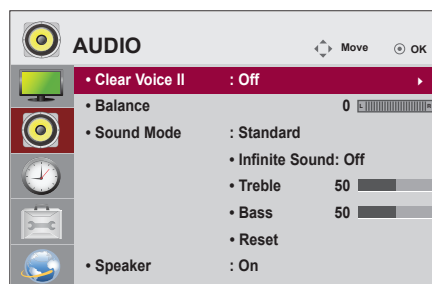 AUDIO
Move
OK
• Clear Voice II : Off
• Balance 0 L R
• Sound Mode : Standard
• Infinite Sound: Off
• Treble 50
• Bass 50
• Reset
• Speaker : On